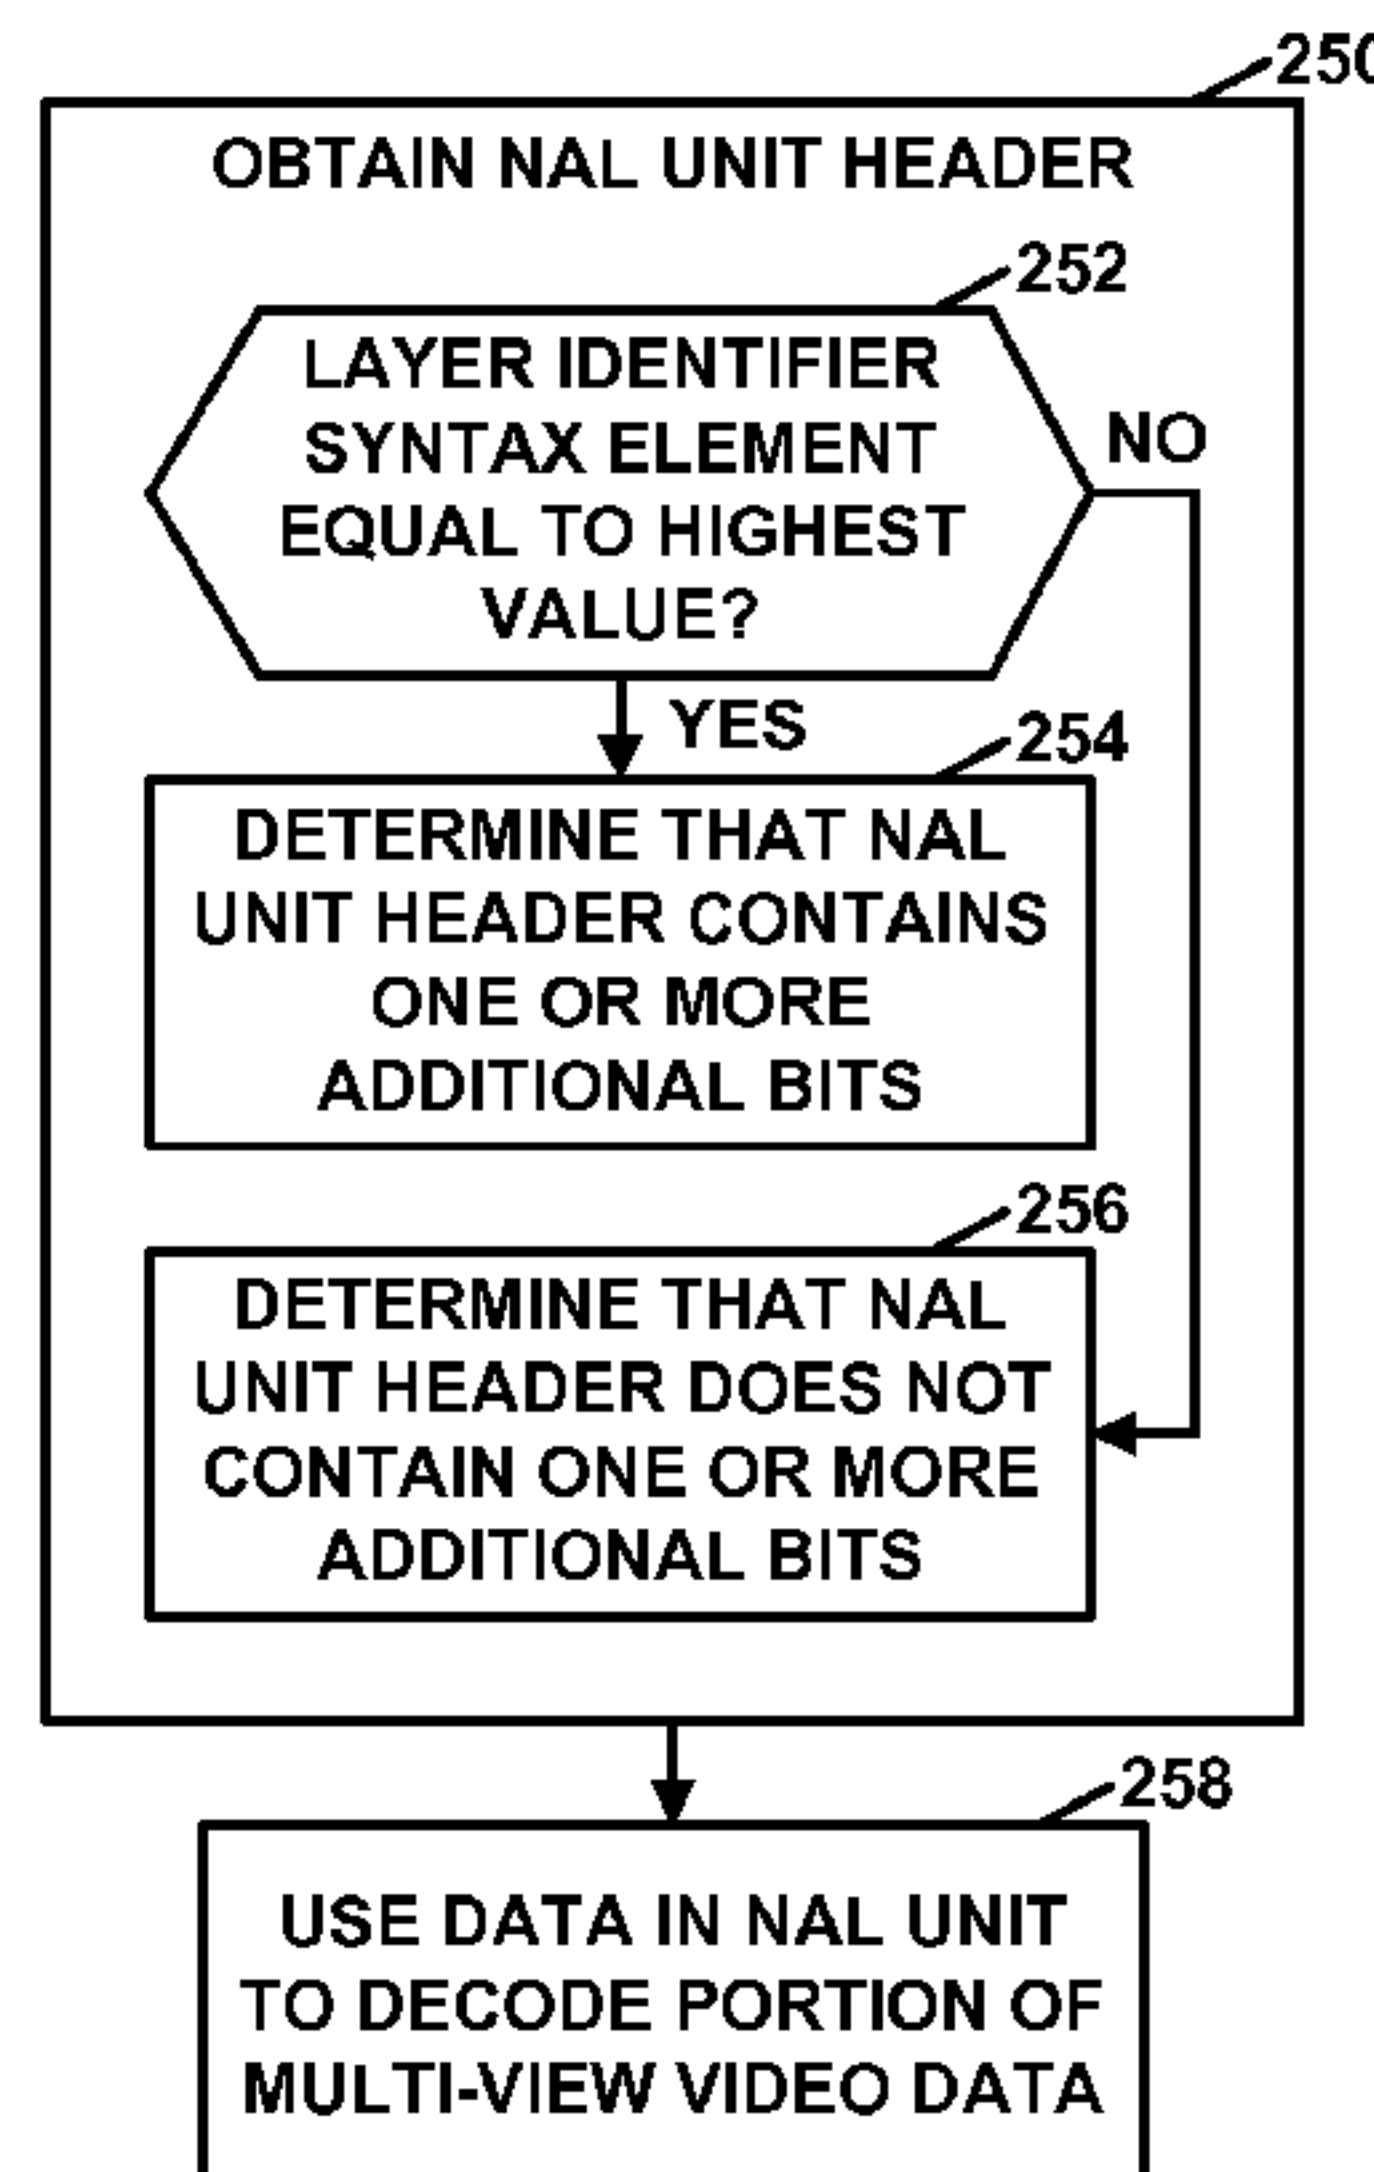 250
OBTAIN NAL UNIT HEADER
252
LAYER IDENTIFIER
SYNTAX ELEMENT
EQUAL TO HIGHEST
VALUE?
NO
YES
254
DETERMINE THAT NAL
UNIT HEADER CONTAINS
ONE OR MORE
ADDITIONAL BITS
256
DETERMINE THAT NAL
UNIT HEADER DOES NOT
CONTAIN ONE OR MORE
ADDITIONAL BITS
258
USE DATA IN NAL UNIT
TO DECODE PORTION OF
MULTI-VIEW VIDEO DATA